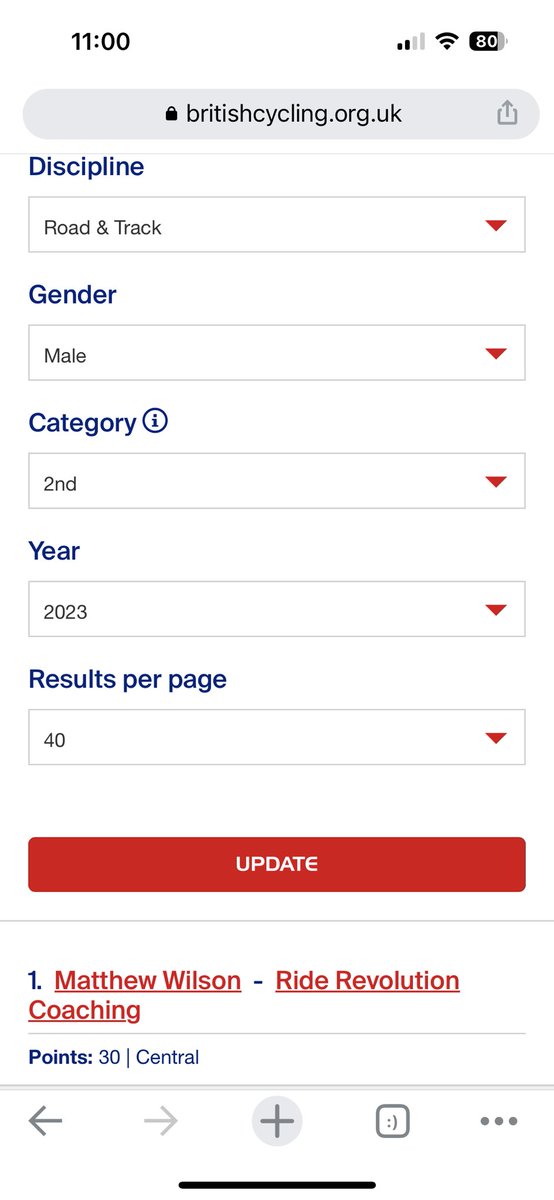 11:00
80
britishcycling.org.uk
Discipline
Road & Track
Gender
Male
Category
2nd
Year
2023
Results per page
40
UPDATE
1. Matthew Wilson - Ride Revolution
Coaching
Points: 30 | Central
:)